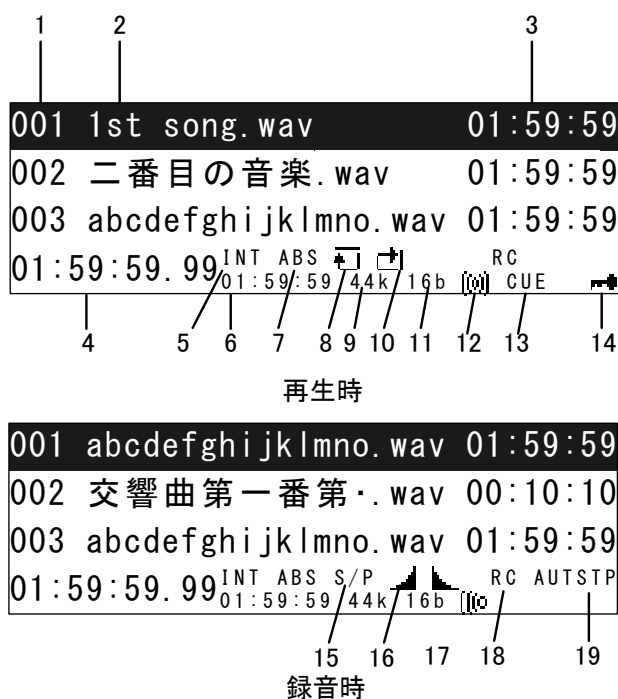 1 2 3
001 1st song.wav 01:59:59
002 二番目の音楽.wav 01:59:59
003 abcdefghijklmno.wav 01:59:59
01:59:59.99 INT ABS RC
01:59:59 44k 16b CUE
4 5 6 7 8 9 10 11 12 13 14
再生時
001 abcdefghijklmno.wav 01:59:59
002 交響曲第一番第・.wav 00:10:10
003 abcdefghijklmno.wav 01:59:59
01:59:59.99 INT ABS S/P RC AUTSTP
01:59:59 44k 16b
15 16 17 18 19
録音時